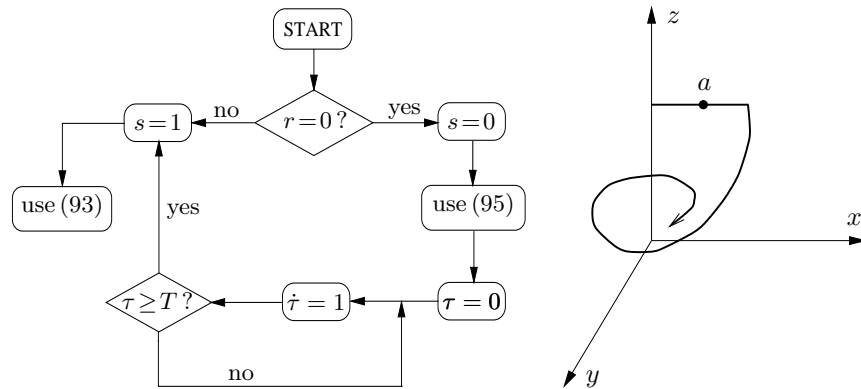 START
r=0 ?
no
yes
s=1
s=0
use (93)
use (95)
yes
τ≥T ?
τ̇ = 1
τ = 0
no
z
a
x
y